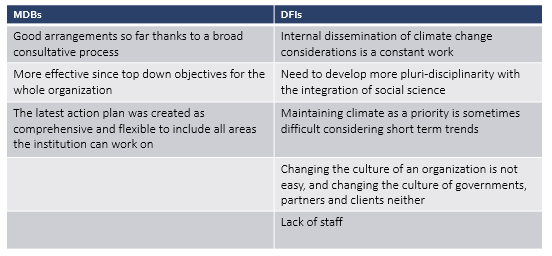 MDBs
DFIs
Good arrangements so far thanks to a broad
consultative process
Internal dissemination of climate change
considerations is a constant work
More effective since top down objectives for the
whole organization
Need to develop more pluri-disciplinarity with
the integration of social science
The latest action plan was created as
comprehensive and flexible to include all areas
the institution can work on
Maintaining climate as a priority is sometimes
difficult considering short term trends
Changing the culture of an organization is not
easy, and changing the culture of governments,
partners and clients neither
Lack of staff